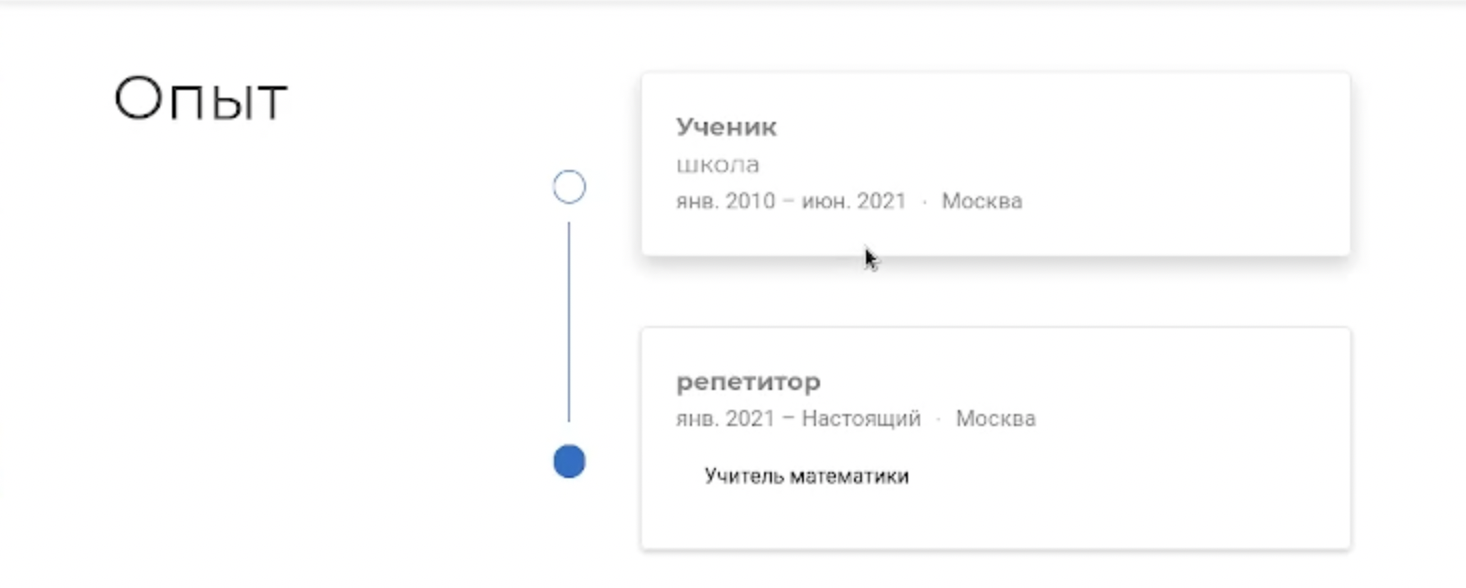 Опыт
Ученик
школа
янв. 2010 – июн. 2021 · Москва
репетитор
янв. 2021 – Настоящий · Москва
Учитель математики